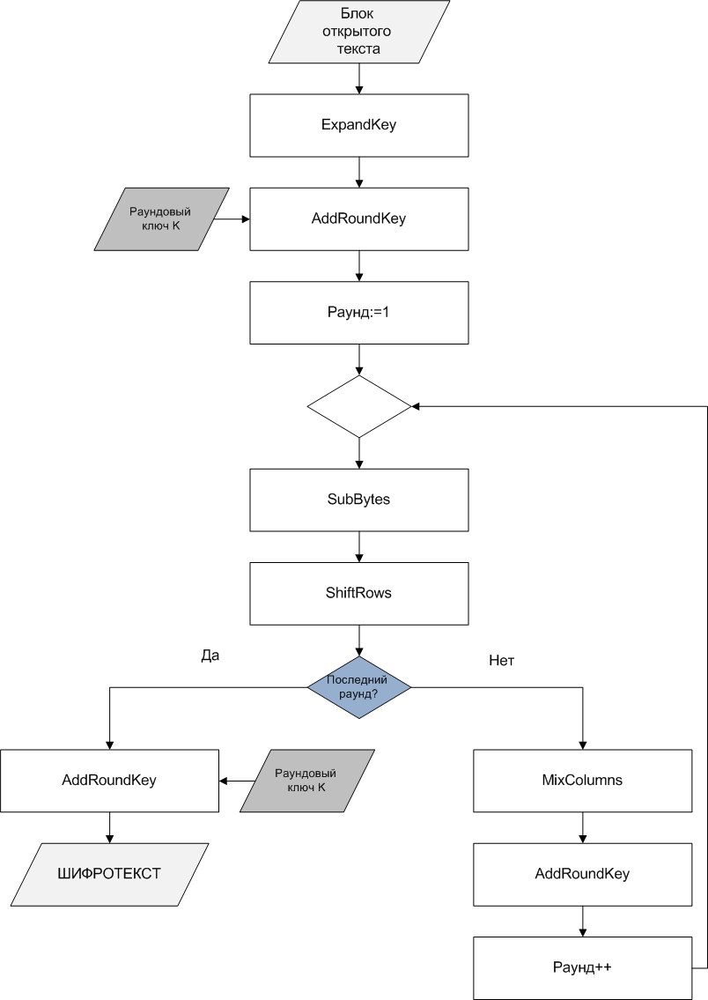 Блок
открытого
текста
ExpandKey
Раундовый
ключ K
AddRoundKey
Раунд:=1
SubBytes
ShiftRows
Да
Нет
Последний
раунд?
AddRoundKey
Раундовый
ключ K
MixColumns
ШИФРОТЕКСТ
AddRoundKey
Раунд++